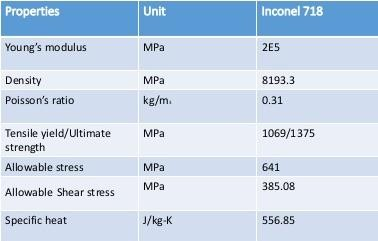 Properties Unit Inconel 718
Young's modulus MPa 2E5
Density MPa 8193.3
Poisson's ratio kg/m₃ 0.31
Tensile yield/Ultimate MPa 1069/1375
strength
Allowable stress MPa 641
Allowable Shear stress MPa 385.08
Specific heat J/kg-K 556.85